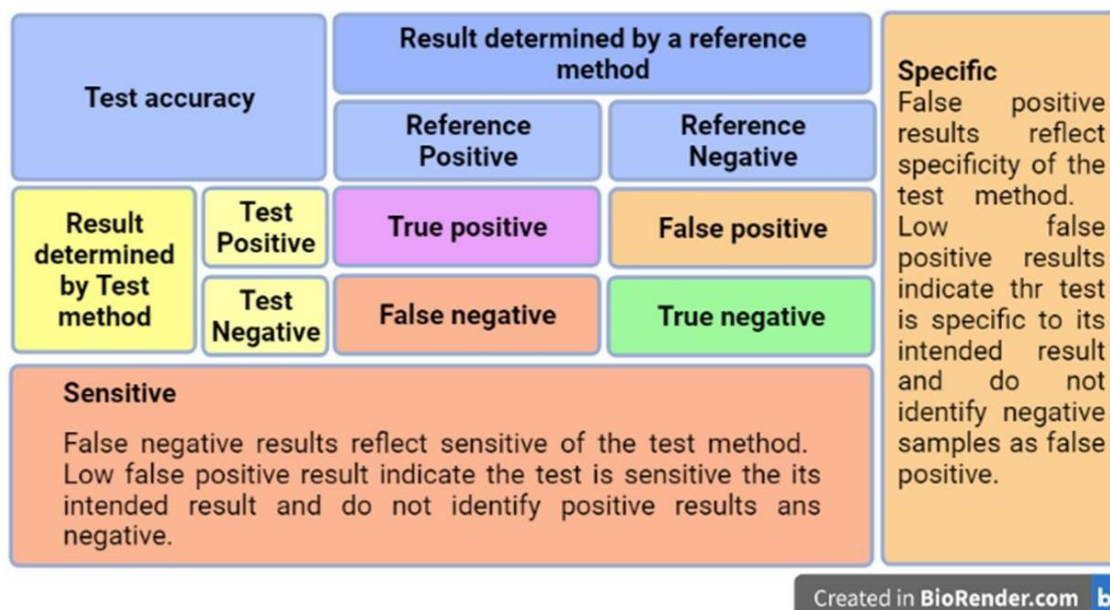 Test accuracy
Result determined by a reference
method
Reference
Positive
Reference
Negative
Result
determined
by Test
method
Test
Positive
True positive
False positive
Test
Negative
False negative
True negative
Sensitive
False negative results reflect sensitive of the test method.
Low false positive result indicate the test is sensitive the its
intended result and do not identify positive results ans
negative.
Specific
False positive
results reflect
specificity of the
test method.
Low false
positive results
indicate thr test
is specific to its
intended result
and do not
identify negative
samples as false
positive.
Created in BioRender.com b